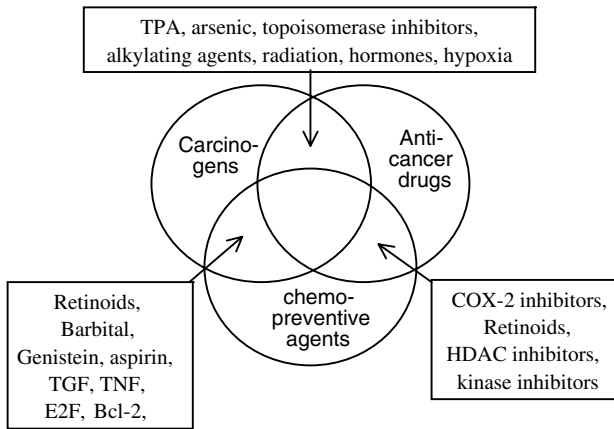 TPA, arsenic, topoisomerase inhibitors,
alkylating agents, radiation, hormones, hypoxia
Carcino-
gens
Anti-
cancer
drugs
chemo-
preventive
agents
Retinoids,
Barbital,
Genistein, aspirin,
TGF, TNF,
E2F, Bcl-2,
COX-2 inhibitors,
Retinoids,
HDAC inhibitors,
kinase inhibitors